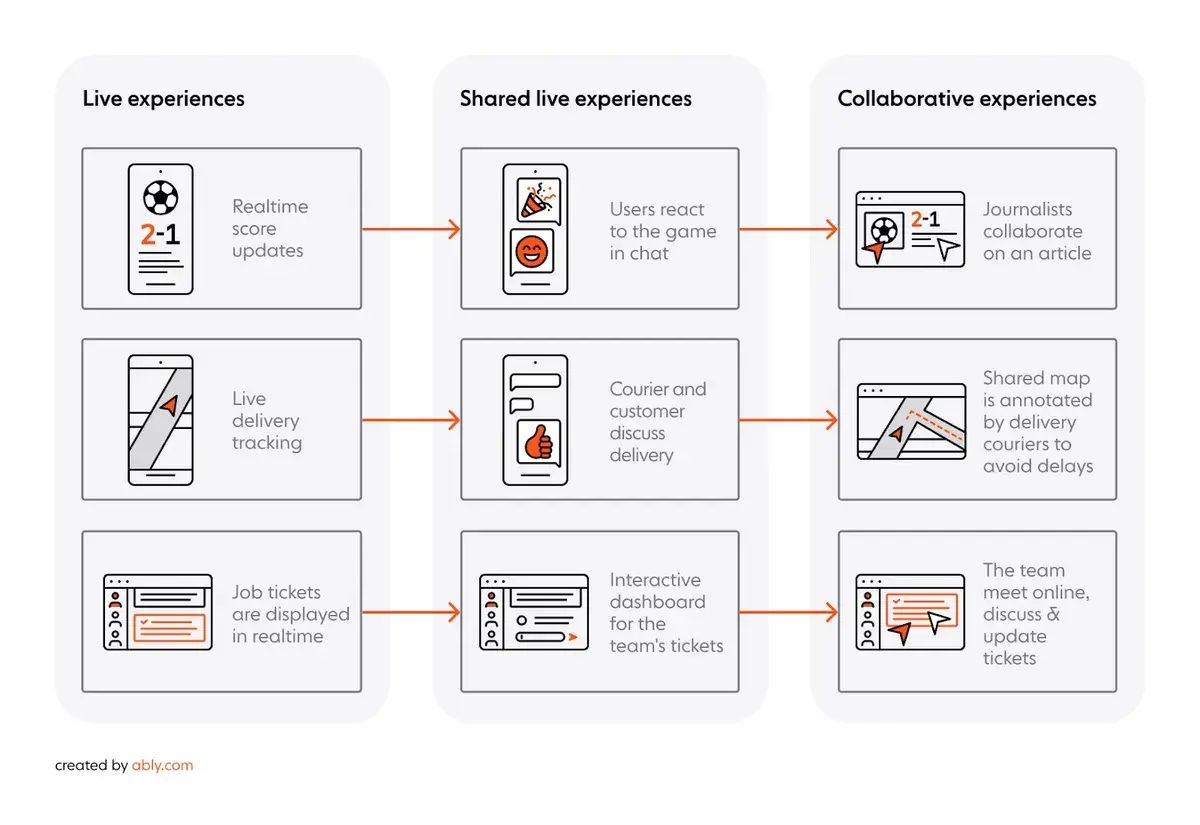 Live experiences
Shared live experiences
Collaborative experiences
2-1
Realtime
score
updates
Users react
to the game
in chat
2-1
Journalists
collaborate
on an article
Live
delivery
tracking
Courier and
customer
discuss
delivery
Shared map
is annotated
by delivery
couriers to
avoid delays
Job tickets
are displayed
in realtime
Interactive
dashboard
for the
team's tickets
The team
meet online,
discuss &
update
tickets
created by ably.com